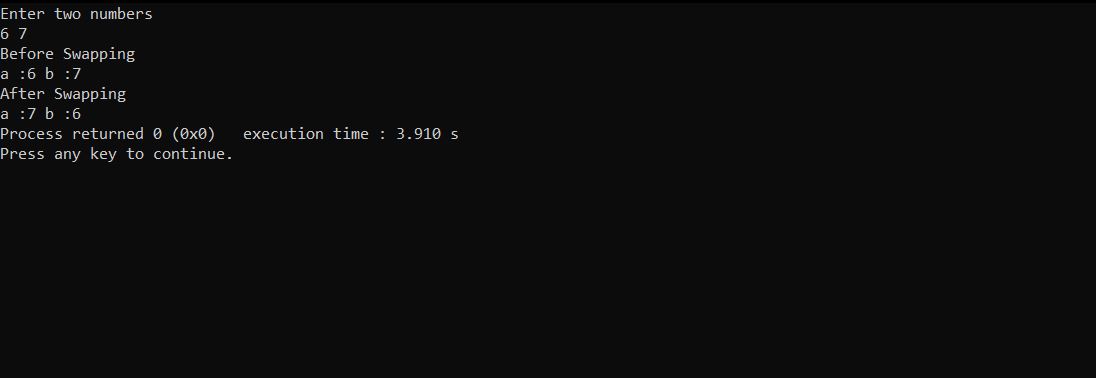 Enter two numbers
6 7
Before Swapping
a :6 b :7
After Swapping
a :7 b :6
Process returned 0 (0x0)   execution time : 3.910 s
Press any key to continue.